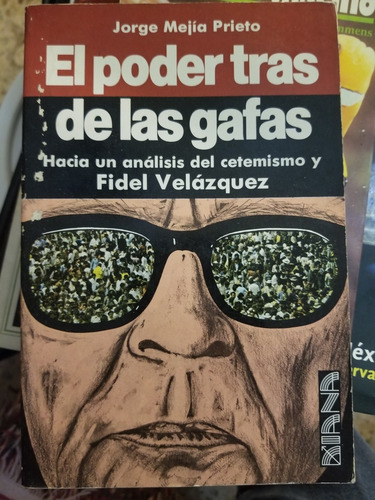 Jorge Mejía Prieto
El poder tras
de las gafas
Hacia un análisis del cetemismo y
Fidel Velázquez
DIANA